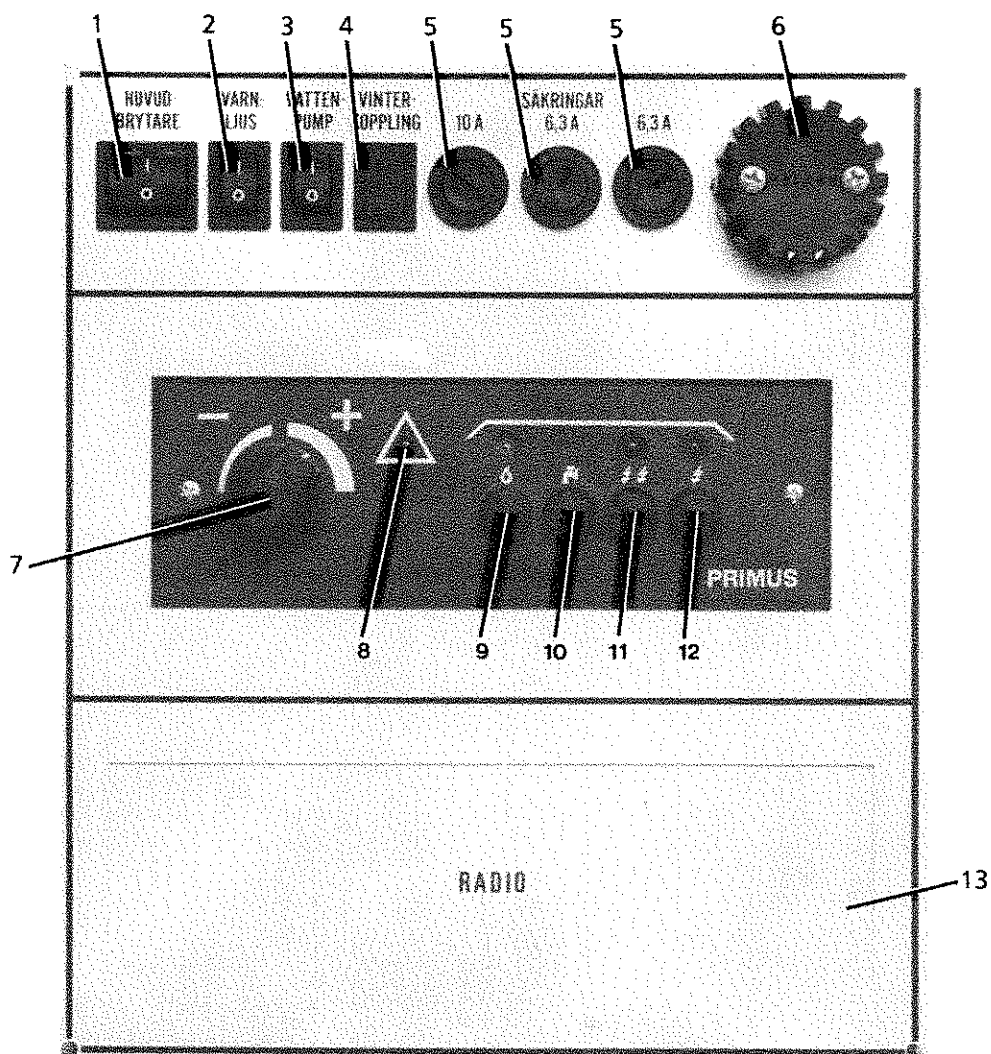 1 2 3 4 5 5 5 6
HUVUD VARN VATTEN VINTER SÄKRINGAR
BRYTARE LJUS PUMP KOPPLING 10 A 6,3 A 6,3 A
I I I
O O O
− +
7
PRIMUS
8 9 10 11 12
RADIO
13